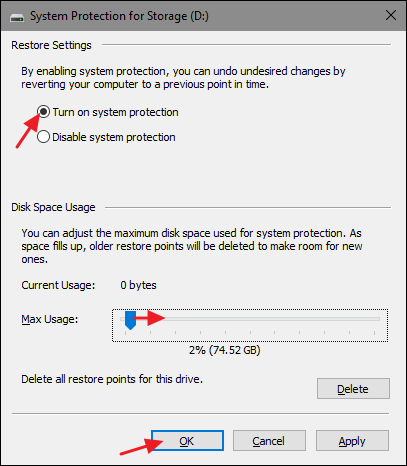 System Protection for Storage (D:)
Restore Settings
By enabling system protection, you can undo undesired changes by
reverting your computer to a previous point in time.
Turn on system protection
Disable system protection
Disk Space Usage
You can adjust the maximum disk space used for system protection. As
space fills up, older restore points will be deleted to make room for new
ones.
Current Usage: 0 bytes
Max Usage:
2% (74.52 GB)
Delete all restore points for this drive.
Delete
OK Cancel Apply